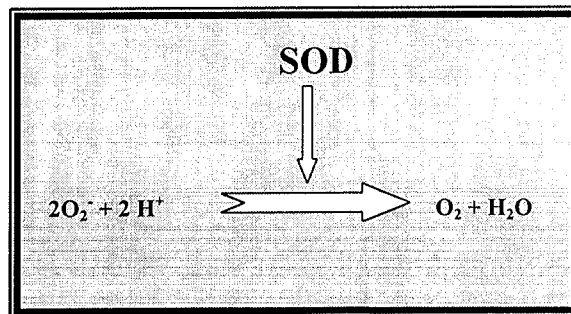 SOD
2O₂⁻ + 2 H⁺ O₂ + H₂O